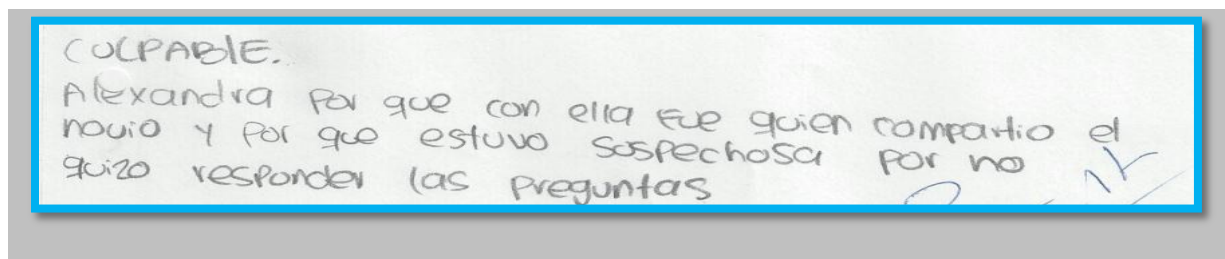 CULPABLE.
Alexandra por que con ella fue quien compartio el
novio y por que estuvo sospechosa por no
quizo responder las preguntas